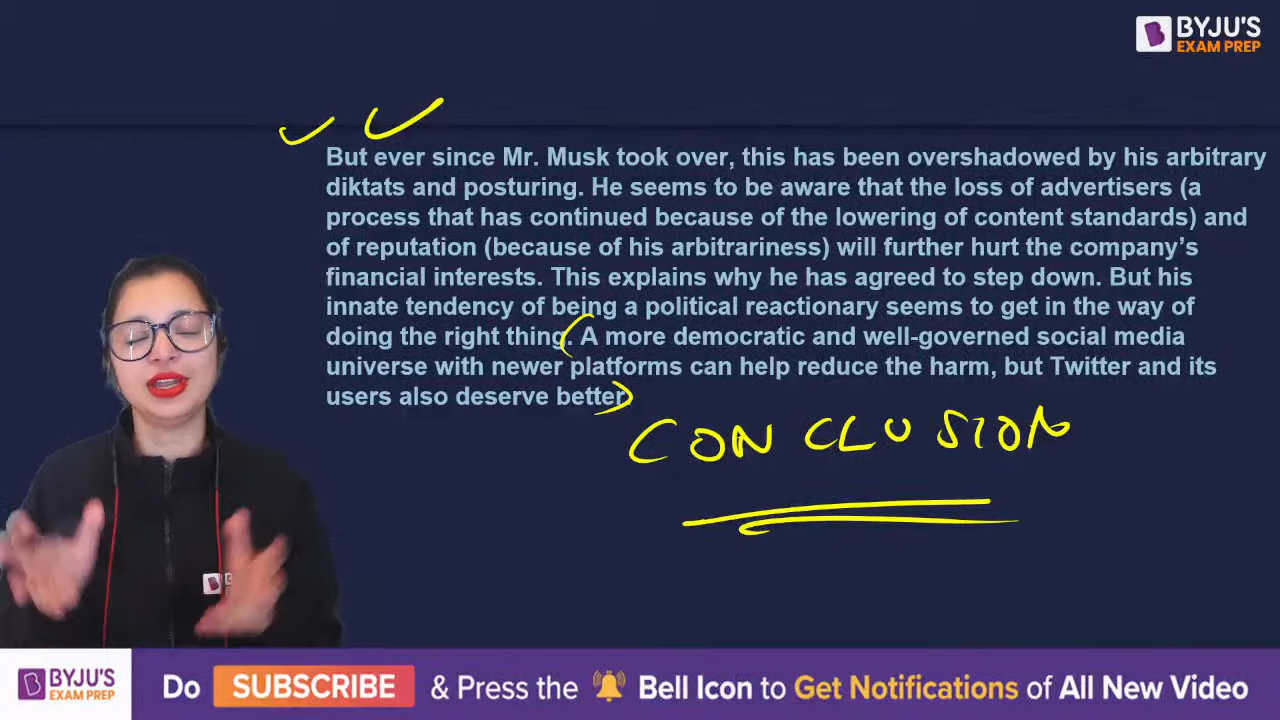 BYJU'S
EXAM PREP
But ever since Mr. Musk took over, this has been overshadowed by his arbitrary
diktats and posturing. He seems to be aware that the loss of advertisers (a
process that has continued because of the lowering of content standards) and
of reputation (because of his arbitrariness) will further hurt the company's
financial interests. This explains why he has agreed to step down. But his
innate tendency of being a political reactionary seems to get in the way of
doing the right thing. A more democratic and well-governed social media
universe with newer platforms can help reduce the harm, but Twitter and its
users also deserve better.
CONCLUSION
BYJU'S
EXAM PREP
Do SUBSCRIBE & Press the Bell Icon to Get Notifications of All New Video